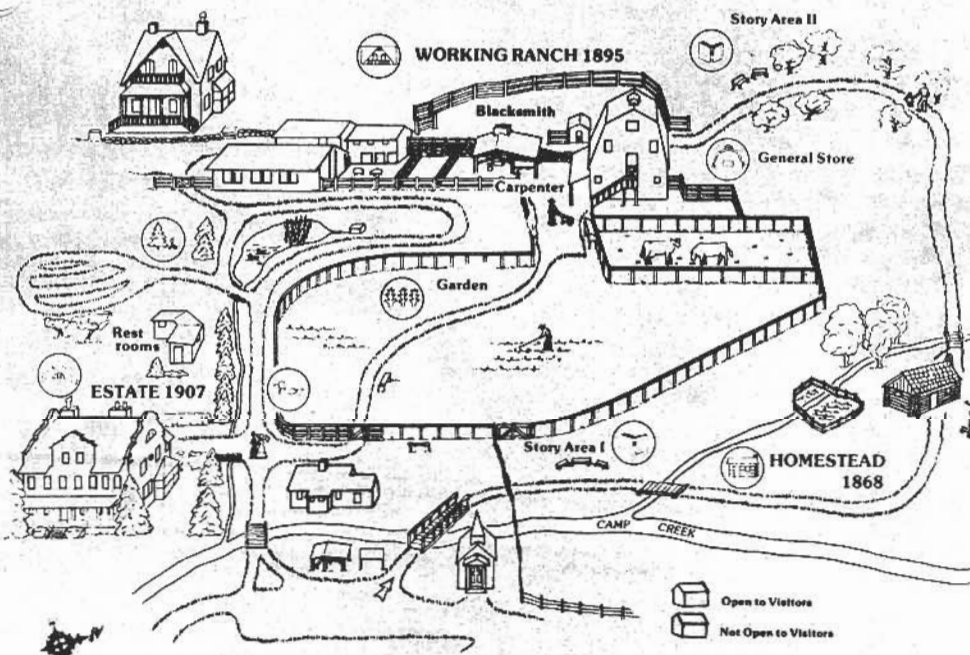 Story Area II
WORKING RANCH 1895
Blacksmith
General Store
Carpenter
Garden
Rest
rooms
ESTATE 1907
Story Area I
HOMESTEAD
1868
CAMP CREEK
Open to Visitors
Not Open to Visitors
N